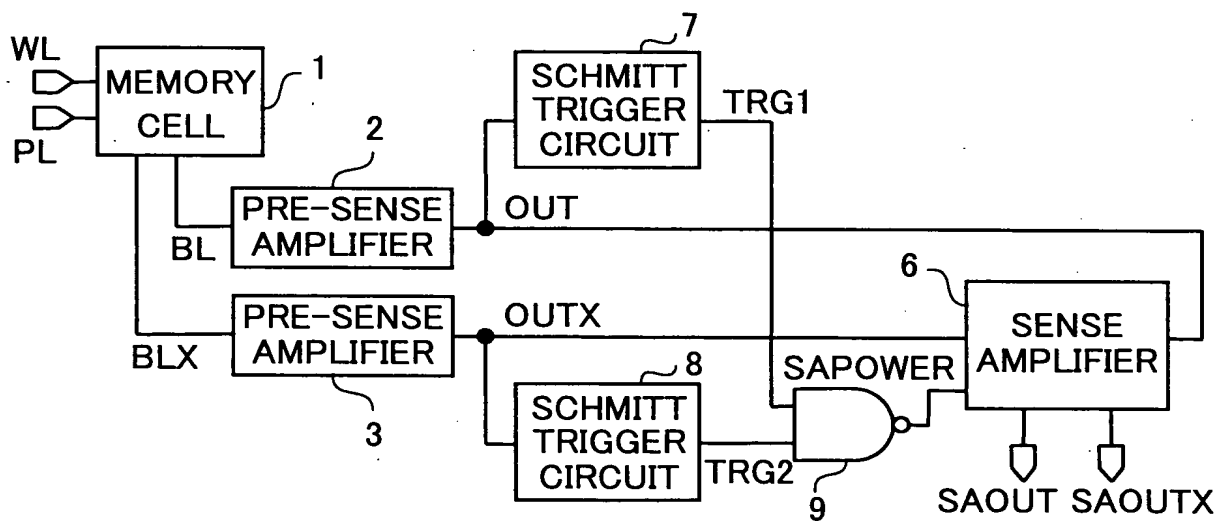 WL
PL
MEMORY
CELL
1
7
SCHMITT
TRIGGER
CIRCUIT
TRG1
2
PRE-SENSE
AMPLIFIER
BL
OUT
PRE-SENSE
AMPLIFIER
BLX
3
OUTX
6
SENSE
AMPLIFIER
SAPOWER
8
SCHMITT
TRIGGER
CIRCUIT
TRG2
9
SAOUT
SAOUTX